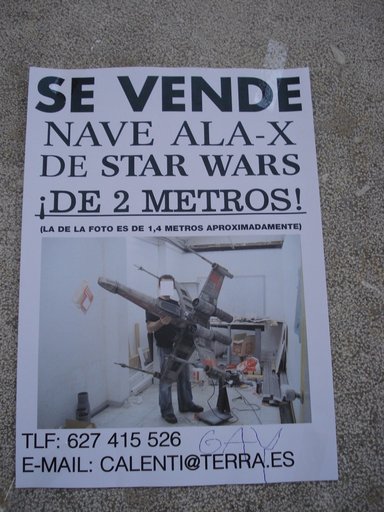 SE VENDE
NAVE ALA-X
DE STAR WARS
¡DE 2 METROS!
(LA DE LA FOTO ES DE 1,4 METROS APROXIMADAMENTE)
TLF: 627 415 526 GAY
E-MAIL: CALENTI@TERRA.ES